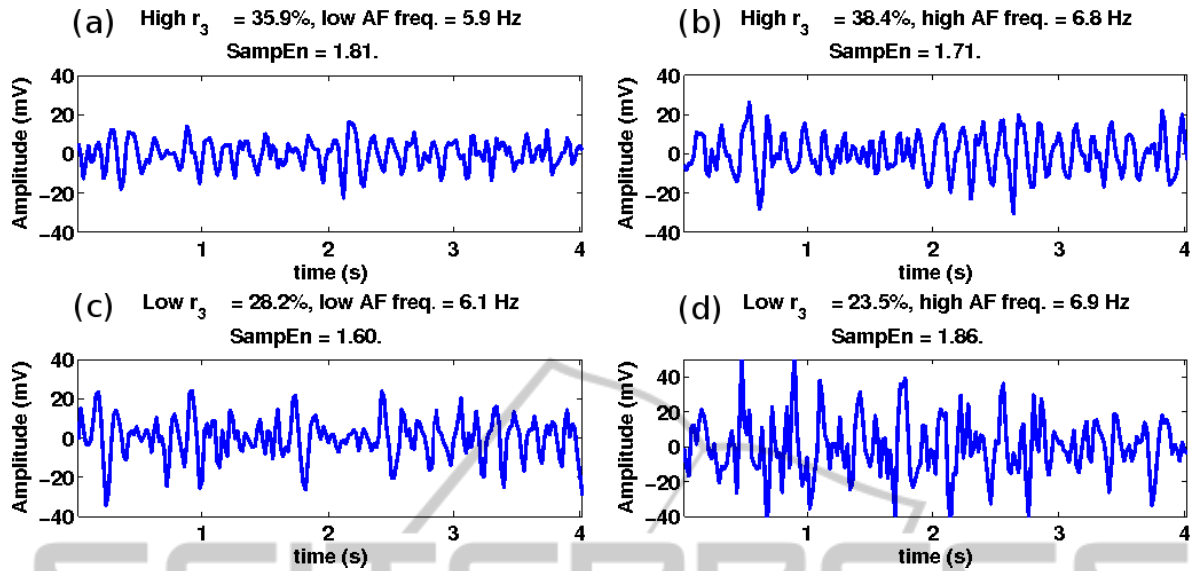 (a) High r3 = 35.9%, low AF freq. = 5.9 Hz
SampEn = 1.81.
Amplitude (mV)
40
20
0
−20
−40
1 2 3 4
time (s)
(b) High r3 = 38.4%, high AF freq. = 6.8 Hz
SampEn = 1.71.
Amplitude (mV)
40
20
0
−20
−40
1 2 3 4
time (s)
(c) Low r3 = 28.2%, low AF freq. = 6.1 Hz
SampEn = 1.60.
Amplitude (mV)
40
20
0
−20
−40
1 2 3 4
time (s)
(d) Low r3 = 23.5%, high AF freq. = 6.9 Hz
SampEn = 1.86.
Amplitude (mV)
40
20
0
−20
−40
1 2 3 4
time (s)